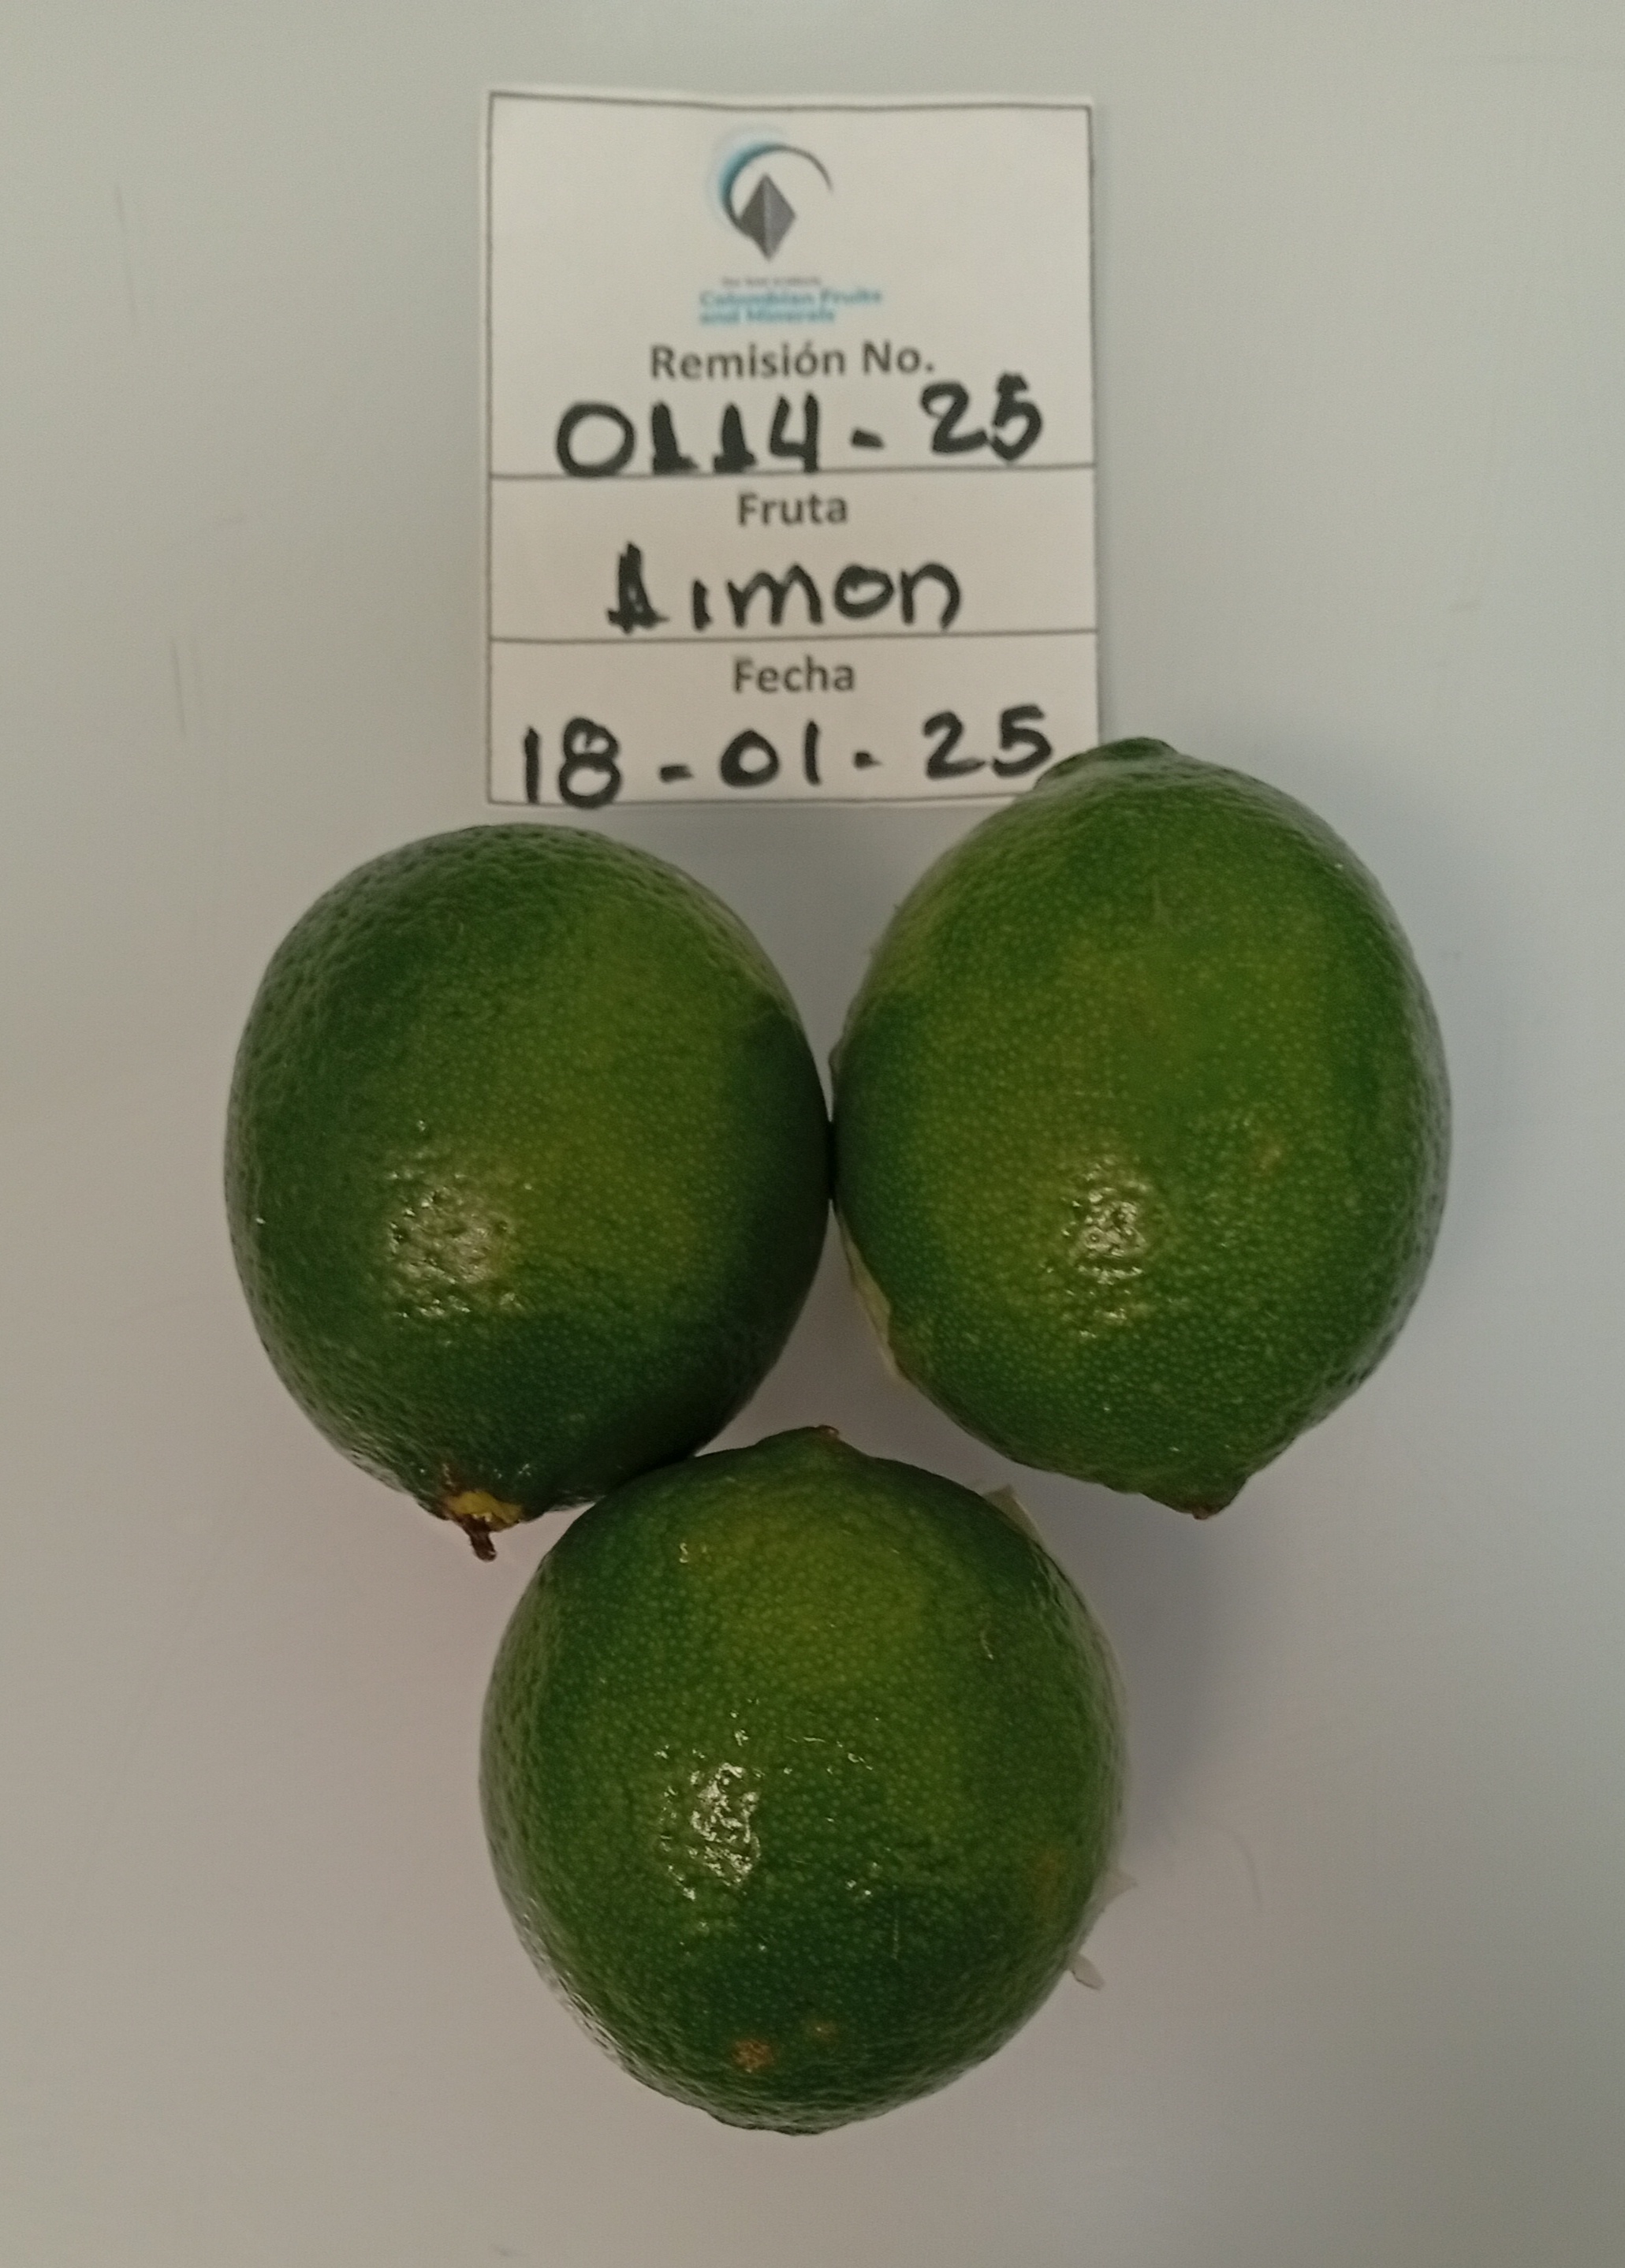 Colombian Fruits
and Minerals
Remisión No.
0114-25
Fruta
Limon
Fecha
18-01-25